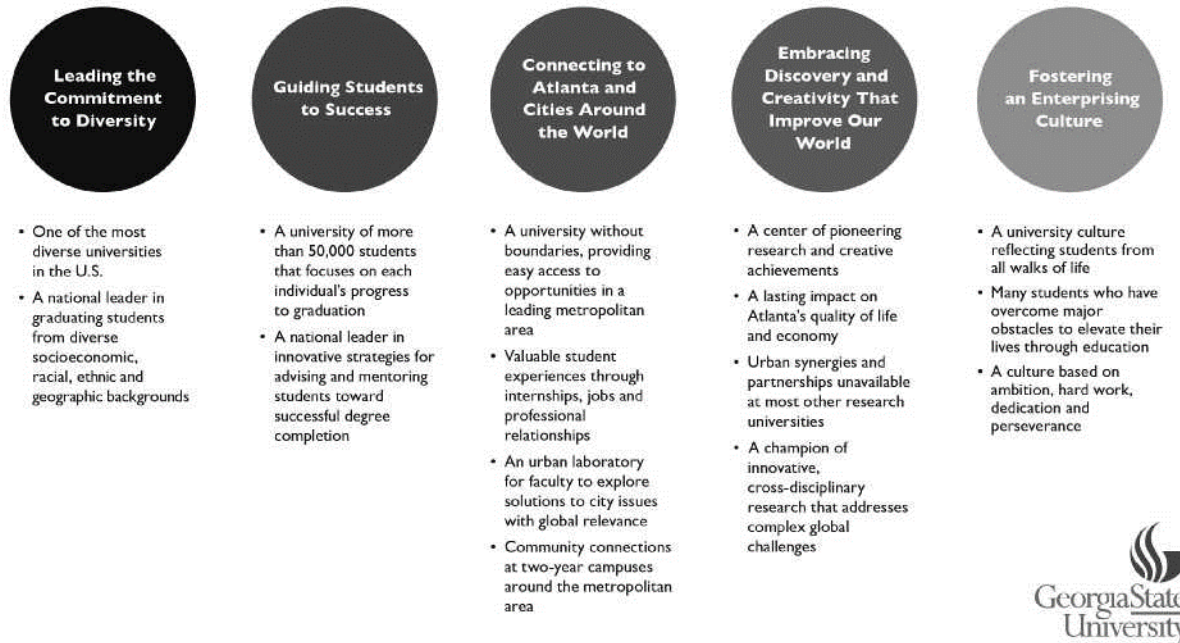 Leading the
Commitment
to Diversity
• One of the most
diverse universities
in the U.S.
• A national leader in
graduating students
from diverse
socioeconomic,
racial, ethnic and
geographic backgrounds
Guiding Students
to Success
• A university of more
than 50,000 students
that focuses on each
individual's progress
to graduation
• A national leader in
innovative strategies for
advising and mentoring
students toward
successful degree
completion
Connecting to
Atlanta and
Cities Around
the World
• A university without
boundaries, providing
easy access to
opportunities in a
leading metropolitan
area
• Valuable student
experiences through
internships, jobs and
professional
relationships
• An urban laboratory
for faculty to explore
solutions to city issues
with global relevance
• Community connections
at two-year campuses
around the metropolitan
area
Embracing
Discovery and
Creativity That
Improve Our
World
• A center of pioneering
research and creative
achievements
• A lasting impact on
Atlanta's quality of life
and economy
• Urban synergies and
partnerships unavailable
at most other research
universities
• A champion of
innovative,
cross-disciplinary
research that addresses
complex global
challenges
Fostering
an Enterprising
Culture
• A university culture
reflecting students from
all walks of life
• Many students who have
overcome major
obstacles to elevate their
lives through education
• A culture based on
ambition, hard work,
dedication and
perseverance
GeorgiaState
University